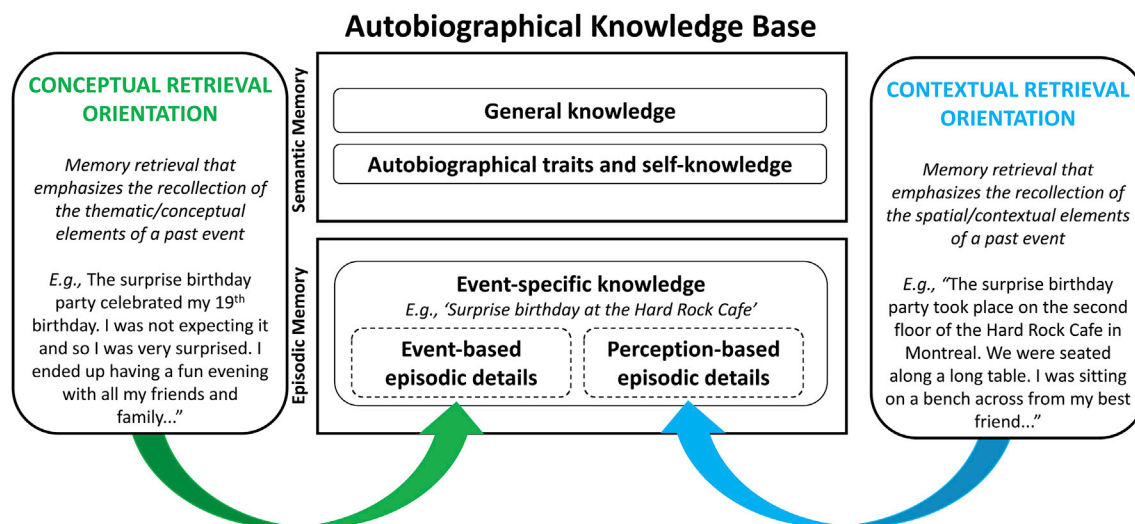 Autobiographical Knowledge Base
CONCEPTUAL RETRIEVAL
ORIENTATION
Memory retrieval that
emphasizes the recollection of
the thematic/conceptual
elements of a past event
E.g., The surprise birthday
party celebrated my 19th
birthday. I was not expecting it
and so I was very surprised. I
ended up having a fun evening
with all my friends and
family...”
Semantic Memory
General knowledge
Autobiographical traits and self-knowledge
Episodic Memory
Event-specific knowledge
E.g., ‘Surprise birthday at the Hard Rock Cafe’
Event-based
episodic details
Perception-based
episodic details
CONTEXTUAL RETRIEVAL
ORIENTATION
Memory retrieval that
emphasizes the recollection of
the spatial/contextual elements
of a past event
E.g., “The surprise birthday
party took place on the second
floor of the Hard Rock Cafe in
Montreal. We were seated
along a long table. I was sitting
on a bench across from my best
friend...”